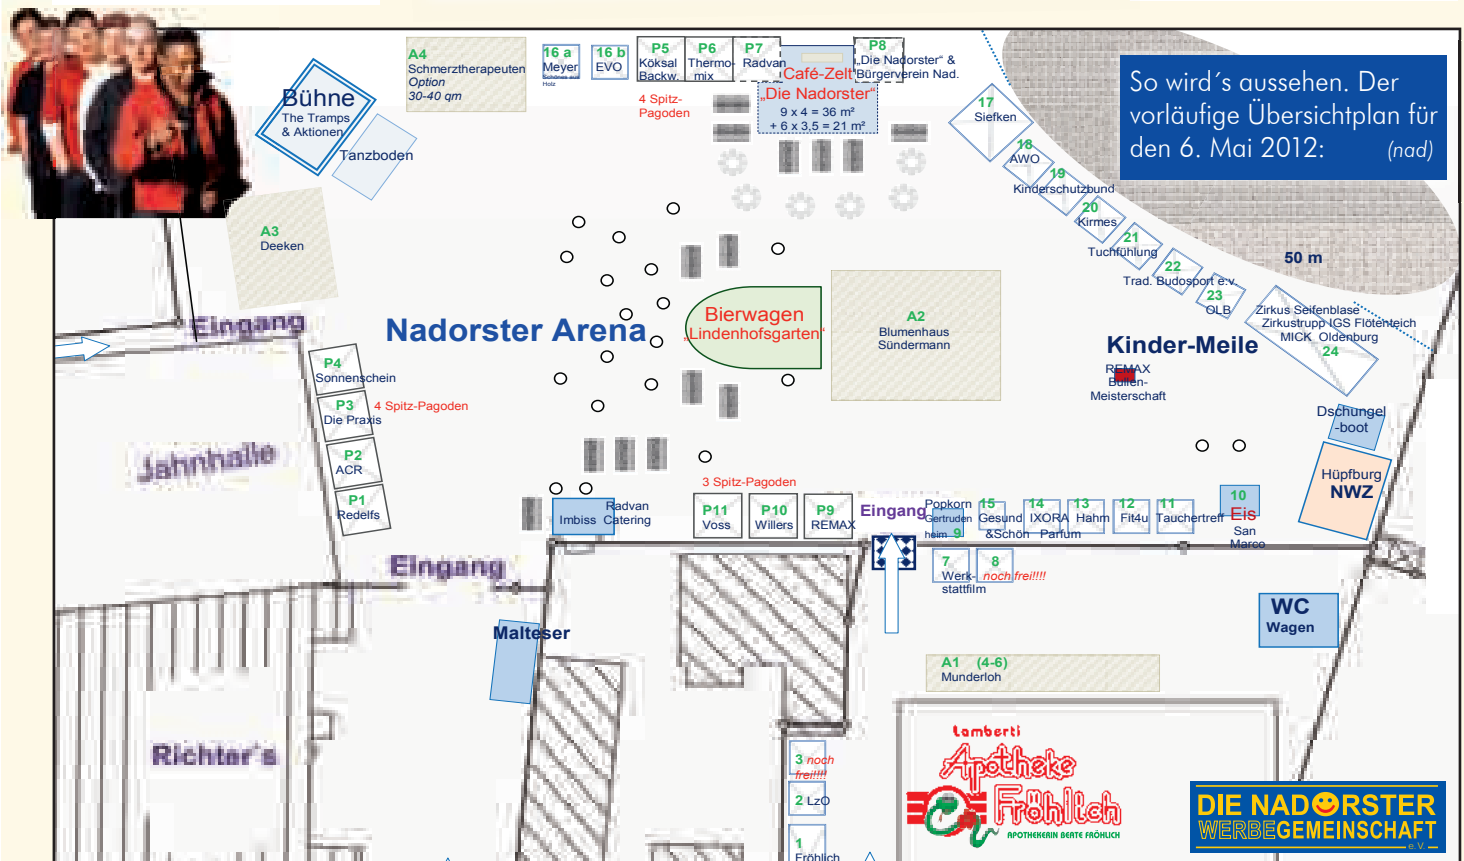 So wird´s aussehen. Der
vorläufige Übersichtplan für
den 6. Mai 2012: (nad)
Bühne
The Tramps
& Aktionen
Tanzboden
A4
Schmerztherapeuten
Option
30-40 qm
16 a
Meyer
Schönes aus
Holz
16 b
EVO
P5
Köksal
Backw.
P6
Thermo-
mix
P7
Radvan
4 Spitz-
Pagoden
Café-Zelt
„Die Nadorster“
9 x 4 = 36 m²
+ 6 x 3,5 = 21 m²
P8
„Die Nadorster“ &
Bürgerverein Nad.
17
Siefken
18
AWO
19
Kinderschutzbund
20
Kirmes
21
Tuchfühlung
22
Trad. Budosport e.v.
23
OLB
50 m
Zirkus Seifenblase
Zirkustrupp IGS Flötenteich
MICK Oldenburg
24
A3
Deeken
Eingang
Nadorster Arena
Bierwagen
„Lindenhofsgarten“
A2
Blumenhaus
Sündermann
Kinder-Meile
REMAX
Bullen-
Meisterschaft
P4
Sonnenschein
P3
Die Praxis
4 Spitz-Pagoden
P2
ACR
P1
Redelfs
Jahnhalle
Dschungel
-boot
Hüpfburg
NWZ
Imbiss
Radvan
Catering
3 Spitz-Pagoden
P11
Voss
P10
Willers
P9
REMAX
Eingang
Popkorn
Gertruden
heim 9
15
Gesund
&Schön
14
IXORA
Parfum
13
Hahm
12
Fit4u
11
Tauchertreff
10
Eis
San
Marco
Eingang
7
Werk-
stattfilm
8
noch frei!!!!
WC
Wagen
Malteser
A1 (4-6)
Munderloh
Richter´s
3 noch
frei!!!!
2 LzO
1
Fröhlich
Lamberti
Apotheke
Fröhlich
APOTHEKERIN BEATE FRÖHLICH
DIE NADORSTER
WERBEGEMEINSCHAFT
e.V.